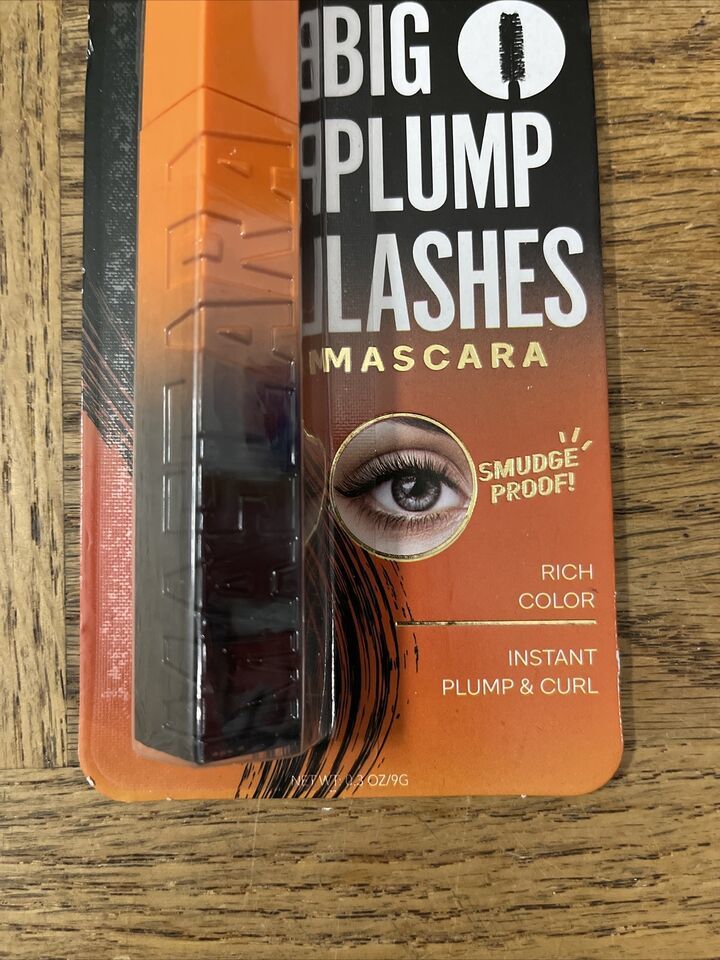 BIG
PLUMP
LASHES
MASCARA
SMUDGE
PROOF!
RICH
COLOR
INSTANT
PLUMP & CURL
NET WT 0.3 OZ/9G